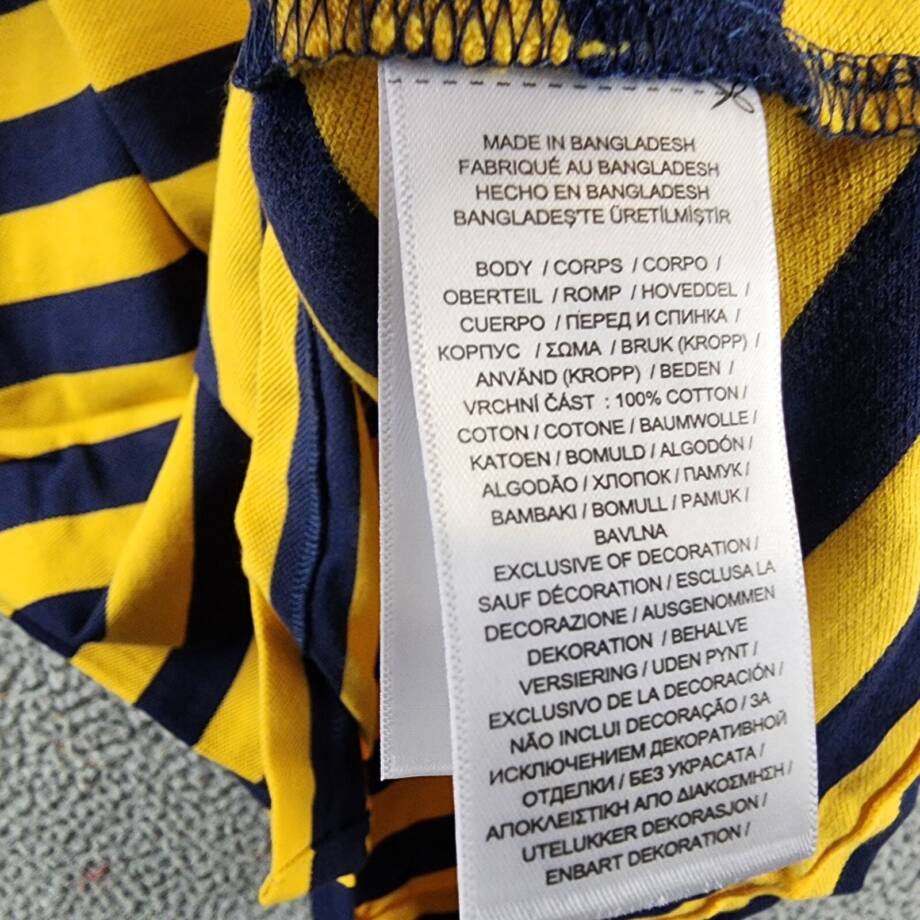 MADE IN BANGLADESH
FABRIQUÉ AU BANGLADESH
HECHO EN BANGLADESH
BANGLADEŞ'TE ÜRETİLMİŞTİR
BODY / CORPS / CORPO /
OBERTEIL / ROMP / HOVEDDEL /
CUERPO / ПЕРЕД И СПИНКА /
КОРПУС / ΣΩΜΑ / BRUK (KROPP) /
ANVÄND (KROPP) / BEDEN /
VRCHNÍ ČÁST : 100% COTTON /
COTON / COTONE / BAUMWOLLE /
KATOEN / BOMULD / ALGODÓN /
ALGODÃO / ХЛОПОК / ПАМУК /
BAMBAKI / BOMULL / PAMUK /
BAVLNA
EXCLUSIVE OF DECORATION /
SAUF DÉCORATION / ESCLUSA LA
DECORAZIONE / AUSGENOMMEN
DEKORATION / BEHALVE
VERSIERING / UDEN PYNT /
EXCLUSIVO DE LA DECORACIÓN /
NÃO INCLUI DECORAÇÃO / ЗА
ИСКЛЮЧЕНИЕМ ДЕКОРАТИВНОЙ
ОТДЕЛКИ / БЕЗ УКРАСАТА /
ΑΠΟΚΛΕΙΣΤΙΚΗ ΑΠΟ ΔΙΑΚΟΣΜΗΣΗ /
UTELUKKER DEKORASJON /
ENBART DEKORATION /